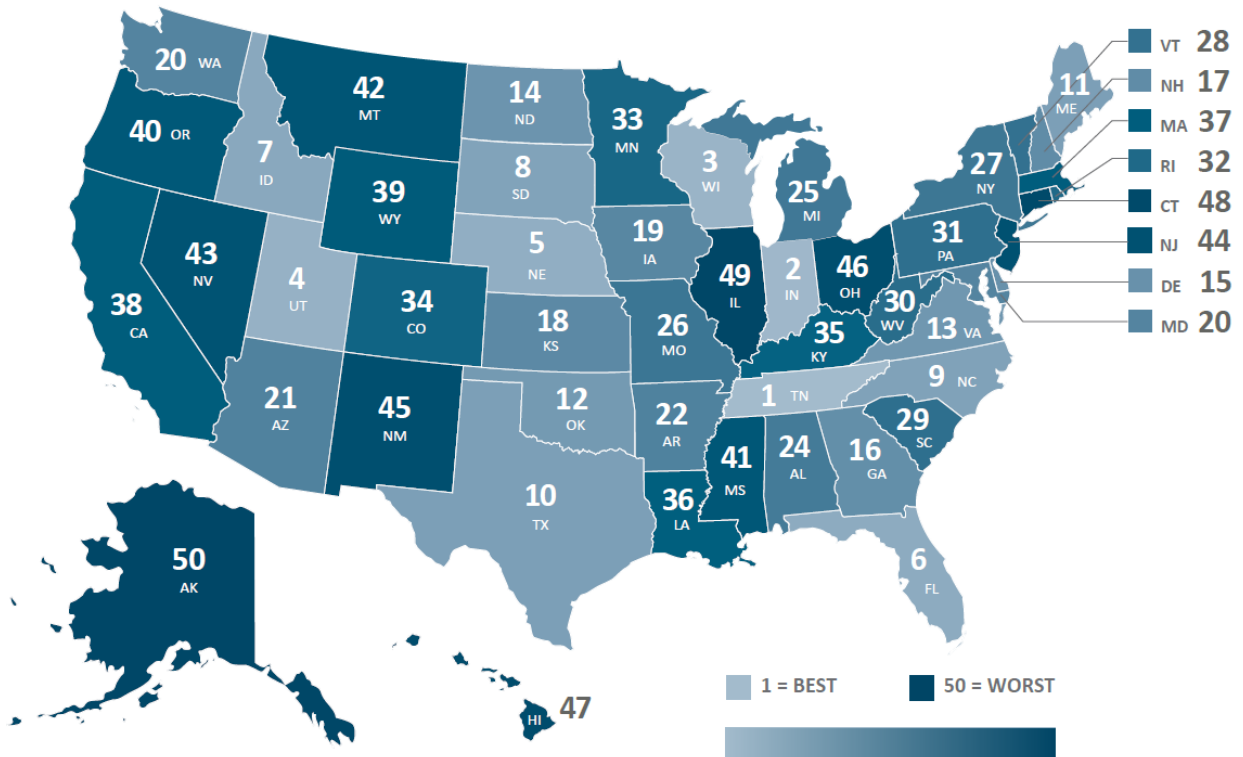 20 WA
42
MT
14
ND
33
MN
11
ME
VT 28
NH 17
MA 37
RI 32
CT 48
NJ 44
DE 15
MD 20
40 OR
7
ID
8
SD
3
WI
25
MI
27
NY
39
WY
43
NV
4
UT
5
NE
19
IA
49
IL
2
IN
46
OH
31
PA
38
CA
34
CO
18
KS
26
MO
35
KY
30
WV
13 VA
21
AZ
45
NM
12
OK
22
AR
1 TN
9 NC
10
TX
36
LA
41
MS
24
AL
16
GA
29
SC
6
FL
50
AK
HI 47
1 = BEST
50 = WORST